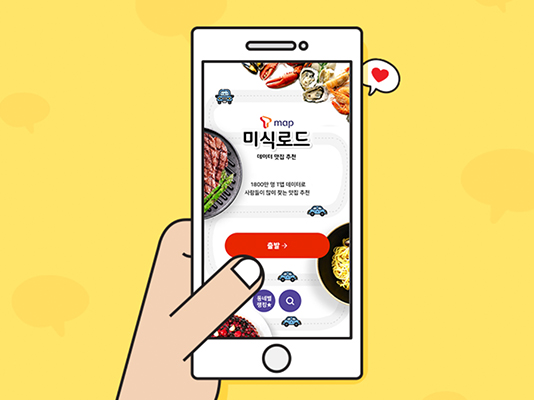 T map
미식로드
데이터 맛집 추천
1800만 명 T맵 데이터로
사람들이 많이 찾는 맛집 추천
출발 →
동네별
랭킹★